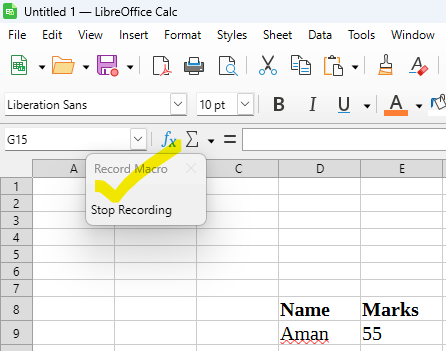 Untitled 1 — LibreOffice Calc
File Edit View Insert Format Styles Sheet Data Tools Window
Liberation Sans 10 pt B I U A
G15 fx Σ =
A C D E
Record Macro
Stop Recording
1
2
3
4
5
6
7
8 Name Marks
9 Aman 55